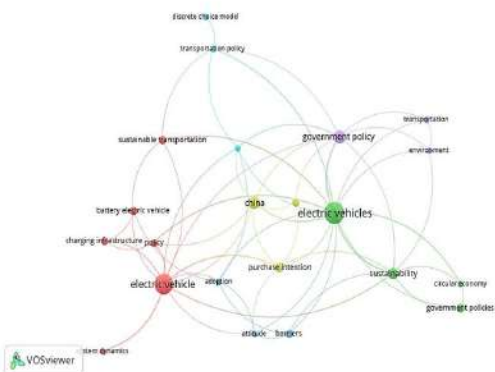 discrete choice model
transportation policy
transportation
government policy
sustainable transportation
environment
china
battery electric vehicle
electric vehicles
charging infrastructure
policy
purchase intention
sustainability
electric vehicle
adoption
circular economy
government policies
attitude
barriers
dynamics
VOSviewer